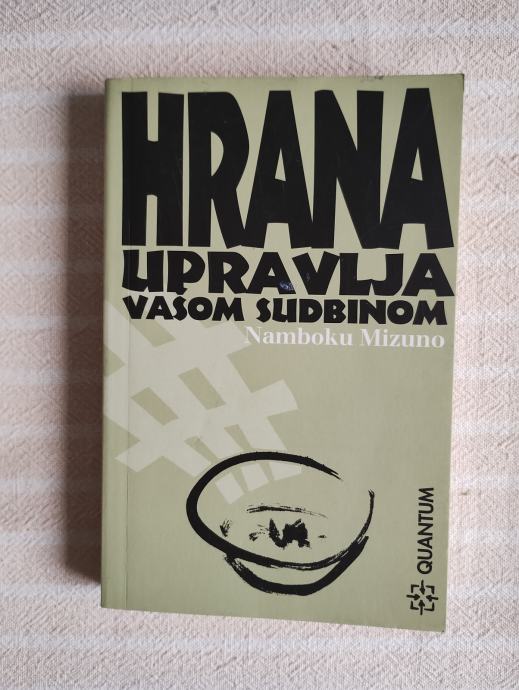 HRANA
UPRAVLJA
VAŠOM SUDBINOM
Namboku Mizuno
QUANTUM